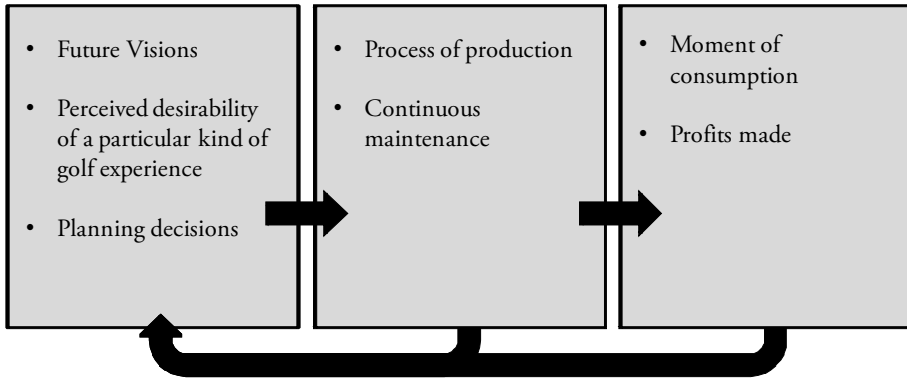 • Future Visions
• Perceived desirability
of a particular kind of
golf experience
• Planning decisions
• Process of production
• Continuous
maintenance
• Moment of
consumption
• Profits made